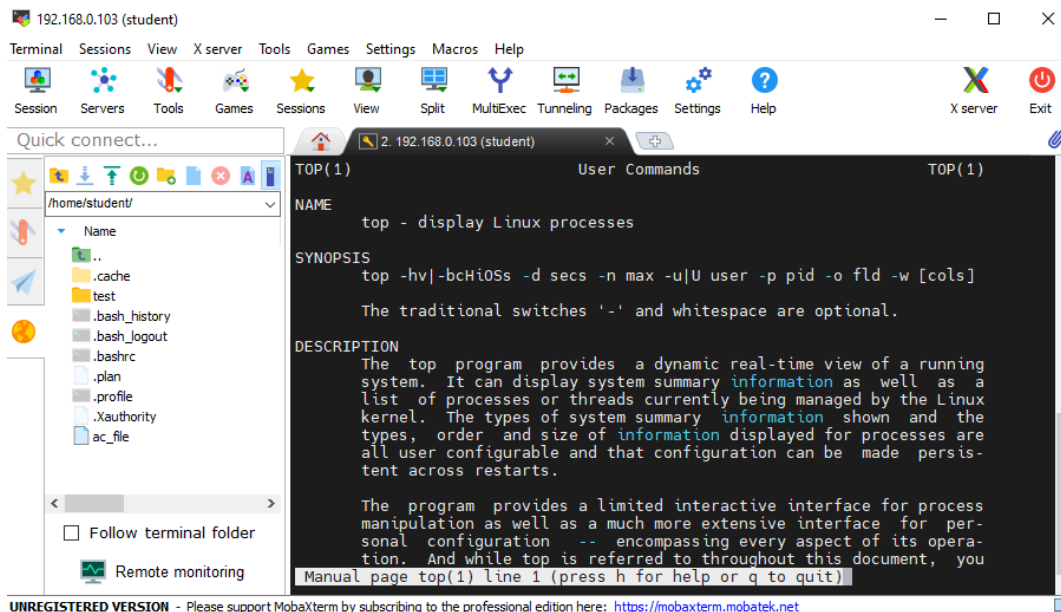 192.168.0.103 (student)
Terminal Sessions View X server Tools Games Settings Macros Help
Session Servers Tools Games Sessions View Split MultiExec Tunneling Packages Settings Help X server Exit
Quick connect...
2. 192.168.0.103 (student)
/home/student/
Name
..
.cache
test
.bash_history
.bash_logout
.bashrc
.plan
.profile
.Xauthority
ac_file
Follow terminal folder
Remote monitoring
TOP(1) User Commands TOP(1)
NAME
top - display Linux processes
SYNOPSIS
top -hv|-bcHiOSs -d secs -n max -u|U user -p pid -o fld -w [cols]
The traditional switches '-' and whitespace are optional.
DESCRIPTION
The top program provides a dynamic real-time view of a running
system. It can display system summary information as well as a
list of processes or threads currently being managed by the Linux
kernel. The types of system summary information shown and the
types, order and size of information displayed for processes are
all user configurable and that configuration can be made persis-
tent across restarts.
The program provides a limited interactive interface for process
manipulation as well as a much more extensive interface for per-
sonal configuration -- encompassing every aspect of its opera-
tion. And while top is referred to throughout this document, you
Manual page top(1) line 1 (press h for help or q to quit)
UNREGISTERED VERSION - Please support MobaXterm by subscribing to the professional edition here: https://mobaxterm.mobatek.net